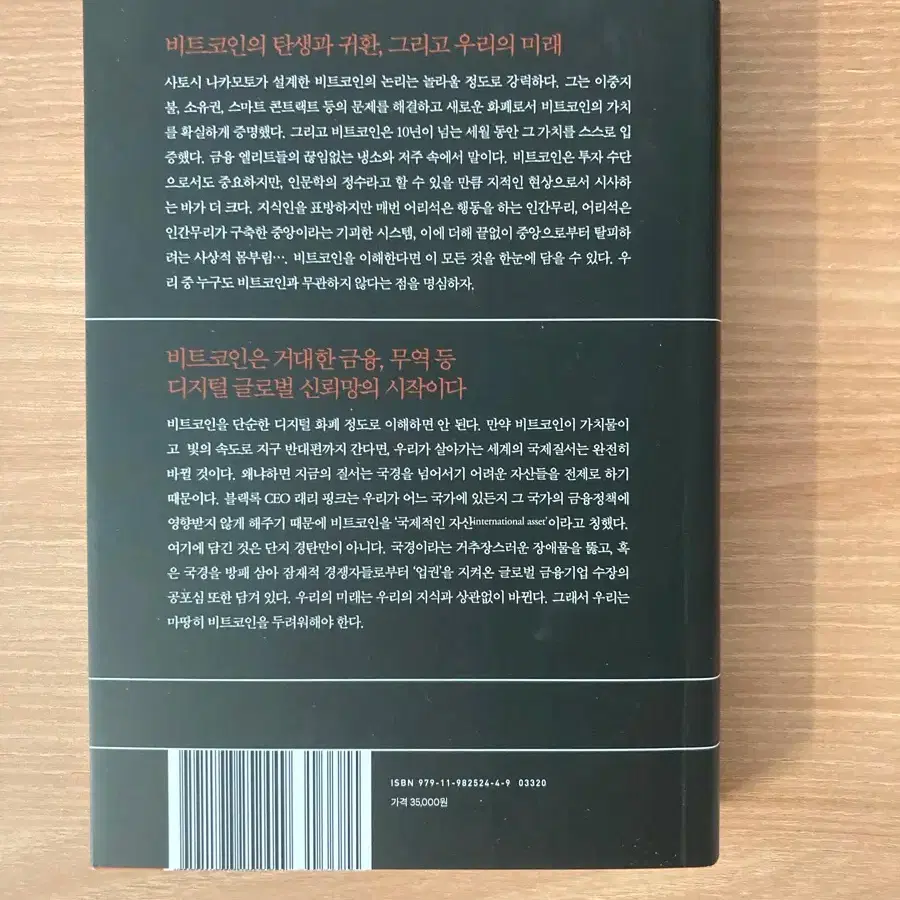 비트코인의 탄생과 귀환, 그리고 우리의 미래
사토시 나카모토가 설계한 비트코인의 논리는 놀라울 정도로 강력하다. 그는 이중지
불, 소유권, 스마트 콘트랙트 등의 문제를 해결하고 새로운 화폐로서 비트코인의 가치
를 확실하게 증명했다. 그리고 비트코인은 10년이 넘는 세월 동안 그 가치를 스스로 입
증했다. 금융 엘리트들의 끊임없는 냉소와 저주 속에서 말이다. 비트코인은 투자 수단
으로서도 중요하지만, 인문학의 정수라고 할 수 있을 만큼 지적인 현상으로서 시사하
는 바가 더 크다. 지식인을 표방하지만 매번 어리석은 행동을 하는 인간무리, 어리석은
인간무리가 구축한 중앙이라는 기괴한 시스템, 이에 더해 끝없이 중앙으로부터 탈피하
려는 사상적 몸부림…. 비트코인을 이해한다면 이 모든 것을 한눈에 담을 수 있다. 우
리 중 누구도 비트코인과 무관하지 않다는 점을 명심하자.
비트코인은 거대한 금융, 무역 등
디지털 글로벌 신뢰망의 시작이다
비트코인을 단순한 디지털 화폐 정도로 이해하면 안 된다. 만약 비트코인이 가치물이
고 빛의 속도로 지구 반대편까지 간다면, 우리가 살아가는 세계의 국제질서는 완전히
바뀔 것이다. 왜냐하면 지금의 질서는 국경을 넘어서기 어려운 자산들을 전제로 하기
때문이다. 블랙록 CEO 래리 핑크는 우리가 어느 국가에 있든지 그 국가의 금융정책에
영향받지 않게 해주기 때문에 비트코인을 '국제적인 자산international asset'이라고 칭했다.
여기에 담긴 것은 단지 경탄만이 아니다. 국경이라는 거추장스러운 장애물을 뚫고, 혹
은 국경을 방패 삼아 잠재적 경쟁자들로부터 '업권'을 지켜온 글로벌 금융기업 수장의
공포심 또한 담겨 있다. 우리의 미래는 우리의 지식과 상관없이 바뀐다. 그래서 우리는
마땅히 비트코인을 두려워해야 한다.
ISBN 979-11-982524-4-9 03320
가격 35,000원